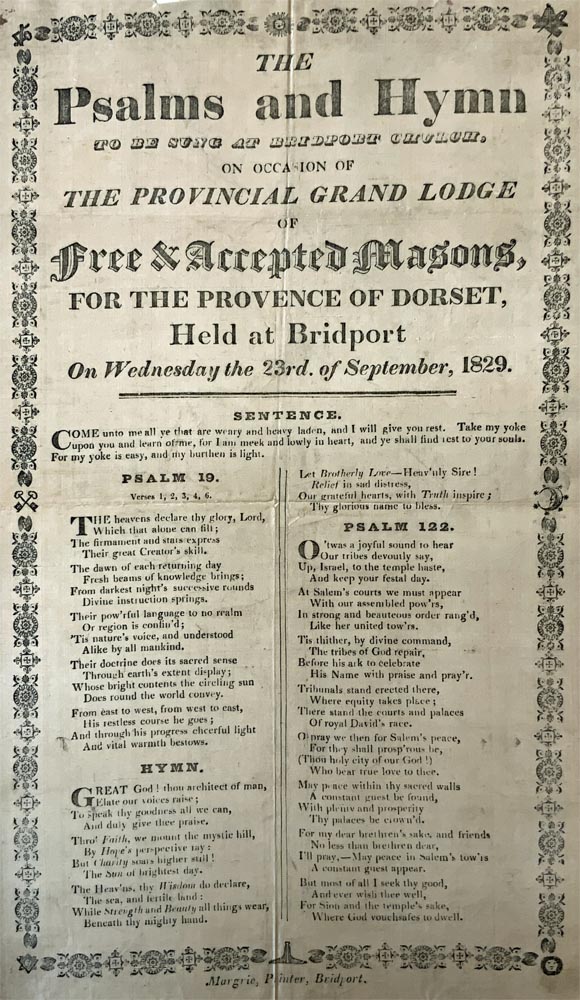 THE
Psalms and Hymn
TO BE SUNG AT BRIDPORT CHURCH,
ON OCCASION OF
THE PROVINCIAL GRAND LODGE
OF
Free & Accepted Masons,
FOR THE PROVENCE OF DORSET,
Held at Bridport
On Wednesday the 23rd. of September, 1829.
SENTENCE.
COME unto me all ye that are weary and heavy laden, and I will give you rest. Take my yoke
upon you and learn of me, for I am meek and lowly in heart, and ye shall find rest to your souls.
For my yoke is easy, and my burthen is light.
PSALM 19.
Verses 1, 2, 3, 4, 6.
THE heavens declare thy glory, Lord,
Which that alone can fill;
The firmament and stars express
Their great Creator's skill.
The dawn of each returning day
Fresh beams of knowledge brings;
From darkest night's successive rounds
Divine instruction springs.
Their pow'rful language to no realm
Or region is confin'd;
'Tis nature's voice, and understood
Alike by all mankind.
Their doctrine does its sacred sense
Through earth's extent display;
Whose bright contents the circling sun
Does round the world convey.
From east to west, from west to east,
His restless course he goes;
And through his progress cheerful light
And vital warmth bestows.
HYMN.
GREAT God! thou architect of man,
Elate our voices raise;
To speak thy goodness all we can,
And duly give thee praise.
Thro' Faith, we mount the mystic hill,
By Hope's perspective ray:
But Charity soars higher still!
The Sun of brightest day.
The Heav'ns, thy Wisdom do declare,
The sea, and fertile land:
While Strength and Beauty all things wear,
Beneath thy mighty hand.
Let Brotherly Love—Heav'nly Sire!
Relief in sad distress,
Our grateful hearts, with Truth inspire;
Thy glorious name to bless.
PSALM 122.
O 'twas a joyful sound to hear
Our tribes devoutly say,
Up, Israel, to the temple haste,
And keep your festal day.
At Salem's courts we must appear
With our assembled pow'rs,
In strong and beauteous order rang'd,
Like her united tow'rs.
'Tis thither, by divine command,
The tribes of God repair,
Before his ark to celebrate
His Name with praise and pray'r.
Tribunals stand erected there,
Where equity takes place;
There stand the courts and palaces
Of royal David's race.
O pray we then for Salem's peace,
For they shall prosp'rous be,
(Thou holy city of our God!)
Who bear true love to thee.
May peace within thy sacred walls
A constant guest be found,
With plenty and prosperity
Thy palaces be crown'd.
For my dear brethren's sake, and friends
No less than brethren dear,
I'll pray,—May peace in Salem's tow'rs
A constant guest appear.
But most of all I seek thy good,
And ever wish thee well,
For Sion and the temple's sake,
Where God vouchsafes to dwell.
Margrie, Printer, Bridport.